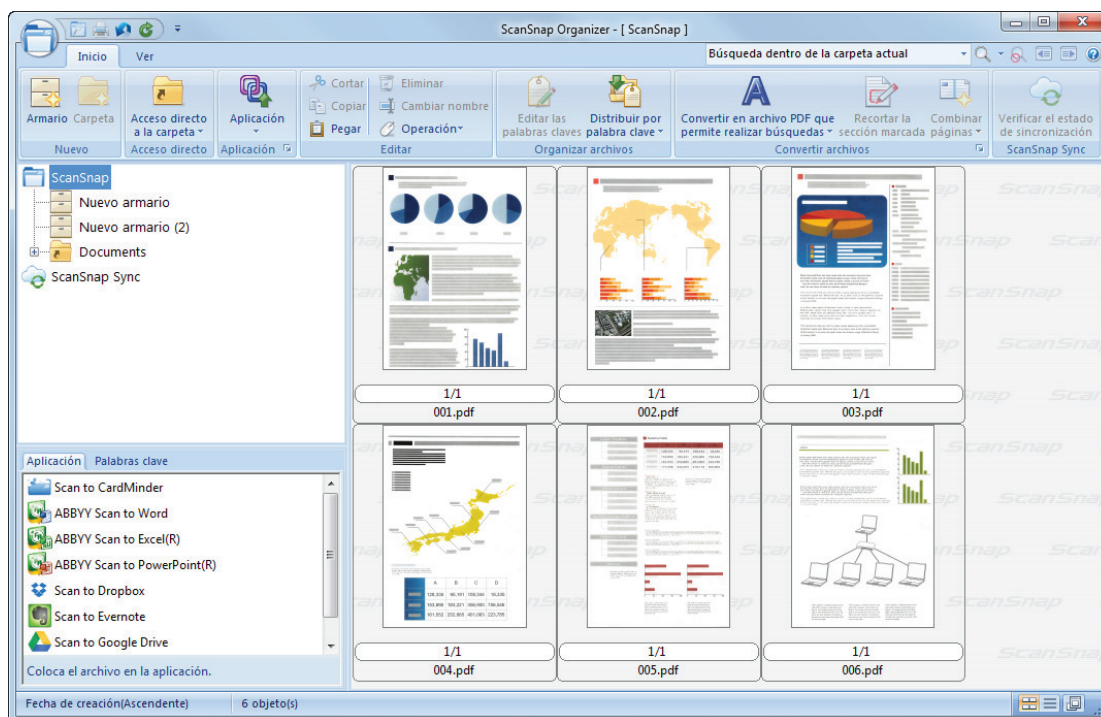 ScanSnap Organizer - [ ScanSnap ]
Inicio Ver
Búsqueda dentro de la carpeta actual
Armario Carpeta
Nuevo
Acceso directo
a la carpeta
Acceso directo
Aplicación
Aplicación
Cortar
Copiar
Pegar
Eliminar
Cambiar nombre
Operación
Editar
Editar las
palabras claves
Distribuir por
palabra clave
Organizar archivos
Convertir en archivo PDF que
permite realizar búsquedas
Recortar la
sección marcada
Combinar
páginas
Convertir archivos
Verificar el estado
de sincronización
ScanSnap Sync
ScanSnap
Nuevo armario
Nuevo armario (2)
Documents
ScanSnap Sync
Aplicación Palabras clave
Scan to CardMinder
ABBYY Scan to Word
ABBYY Scan to Excel(R)
ABBYY Scan to PowerPoint(R)
Scan to Dropbox
Scan to Evernote
Scan to Google Drive
Coloca el archivo en la aplicación.
1/1
001.pdf
1/1
002.pdf
1/1
003.pdf
A B C D
1/1
004.pdf
1/1
005.pdf
1/1
006.pdf
Fecha de creación(Ascendente) 6 objeto(s)